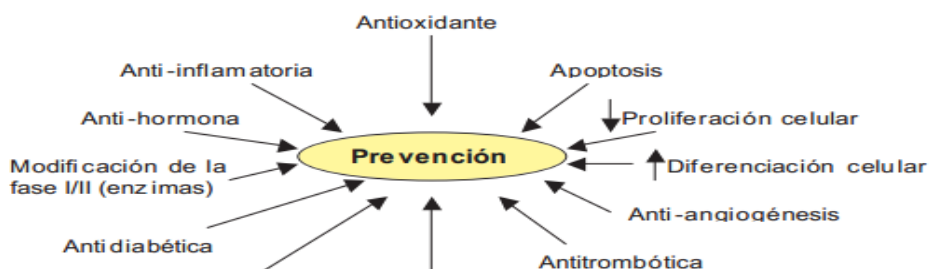 Antioxidante
Anti-inflamatoria
Apoptosis
Anti-hormona
Proliferación celular
Prevención
Modificación de la
fase I/II (enzimas)
Diferenciación celular
Anti-angiogénesis
Antidiabética
Antitrombótica